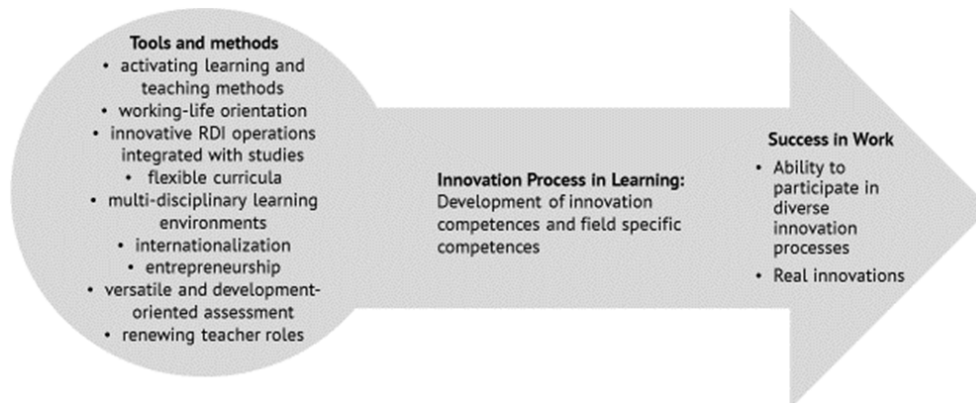 Tools and methods
• activating learning and
teaching methods
• working-life orientation
• innovative RDI operations
integrated with studies
• flexible curricula
• multi-disciplinary learning
environments
• internationalization
• entrepreneurship
• versatile and development-
oriented assessment
• renewing teacher roles
Innovation Process in Learning:
Development of innovation
competences and field specific
competences
Success in Work
• Ability to
participate in
diverse
innovation
processes
• Real innovations